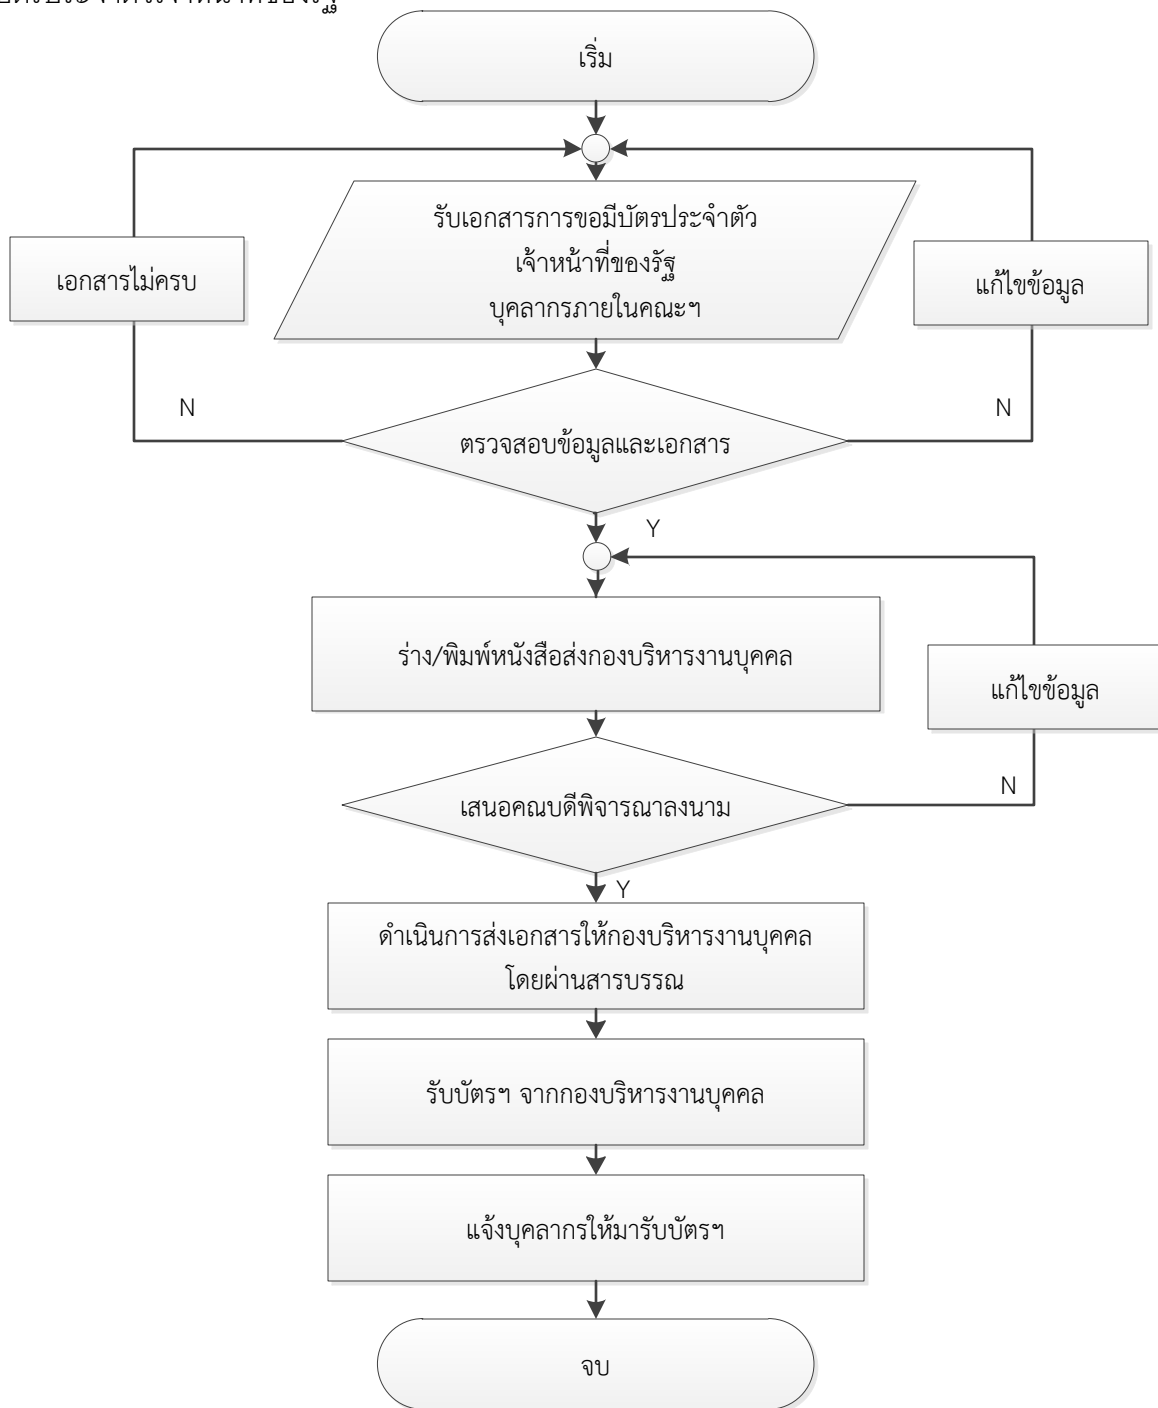 เริ่ม
รับเอกสารการขอมีบัตรประจำตัว
เจ้าหน้าที่ของรัฐ
บุคลากรภายในคณะฯ
เอกสารไม่ครบ
แก้ไขข้อมูล
N
N
ตรวจสอบข้อมูลและเอกสาร
Y
ร่าง/พิมพ์หนังสือส่งกองบริหารงานบุคคล
แก้ไขข้อมูล
N
เสนอคณบดีพิจารณาลงนาม
Y
ดำเนินการส่งเอกสารให้กองบริหารงานบุคคล
โดยผ่านสารบรรณ
รับบัตรฯ จากกองบริหารงานบุคคล
แจ้งบุคลากรให้มารับบัตรฯ
จบ